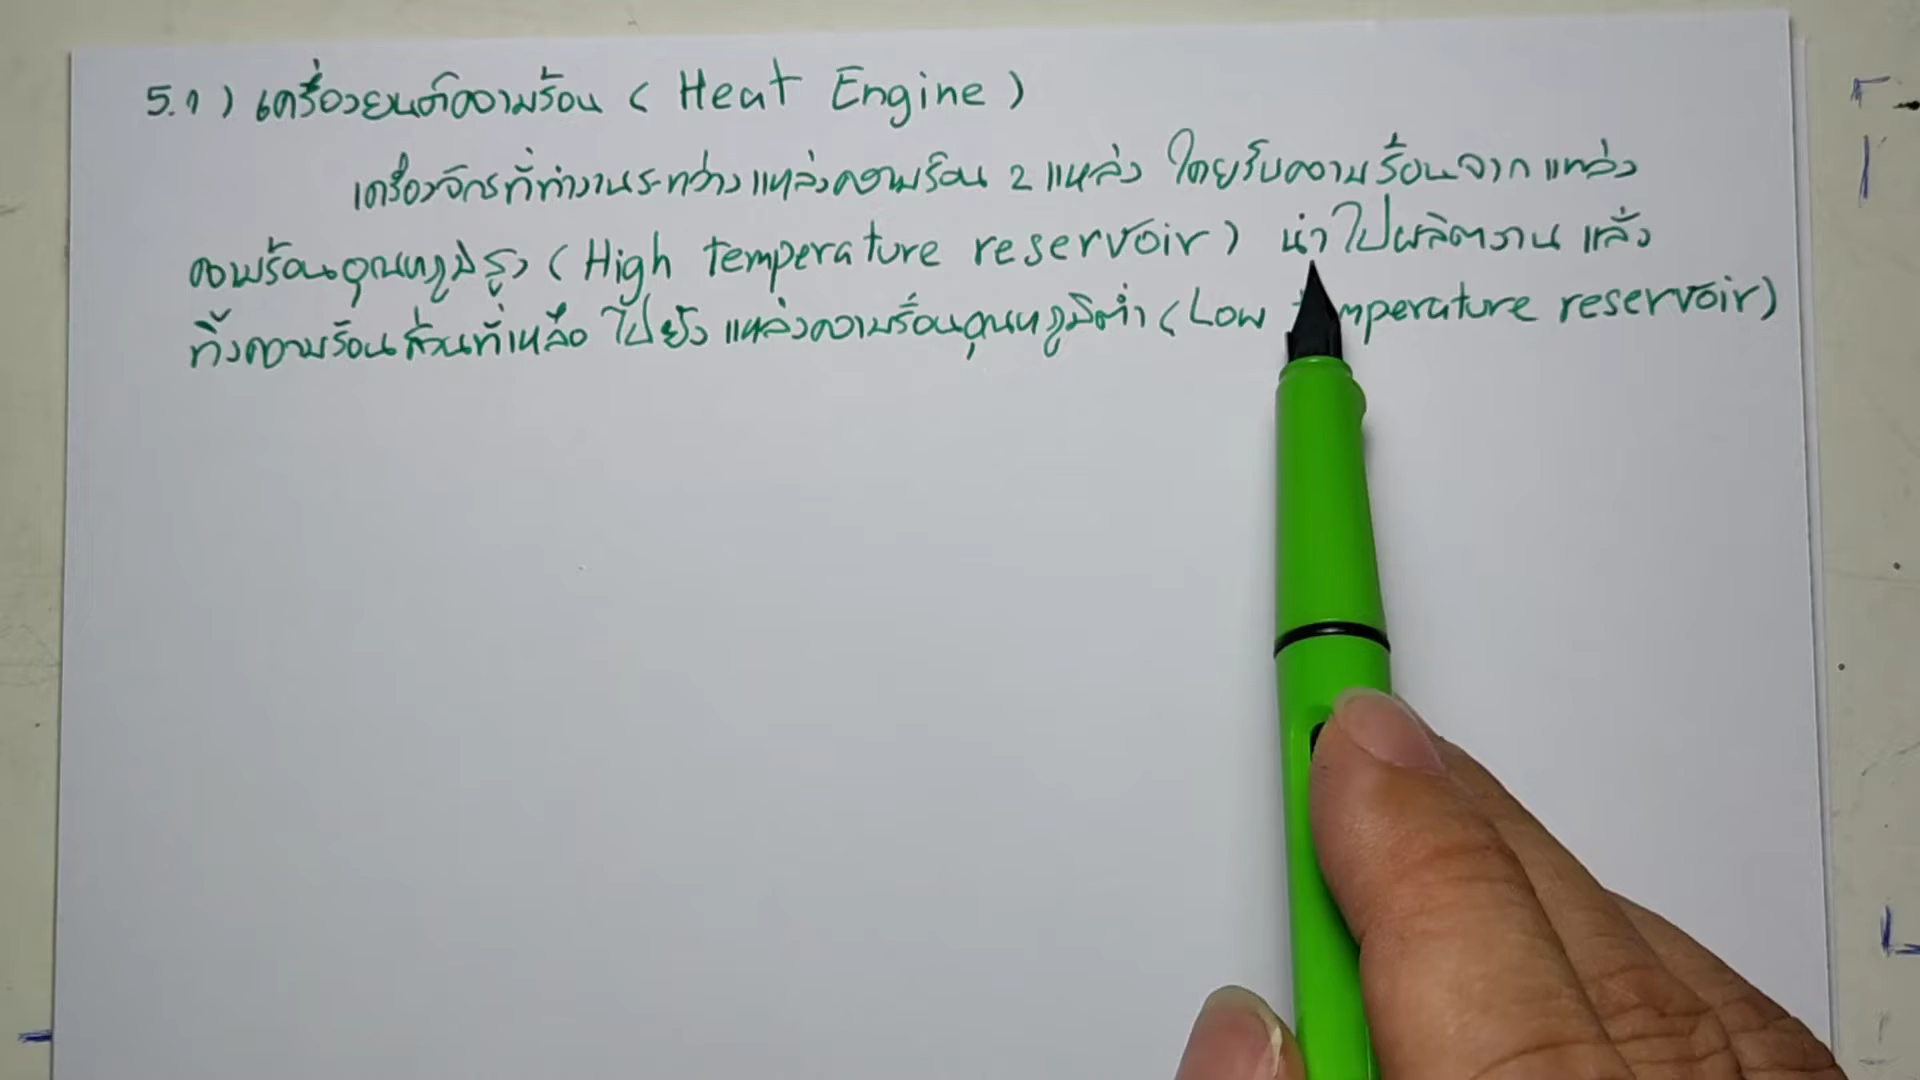 5.1) เครื่องยนต์ความร้อน (Heat Engine)
เครื่องจักรที่ทำงานระหว่างแหล่งความร้อน 2 แหล่ง โดยรับความร้อนจากแหล่ง
ความร้อนอุณหภูมิสูง (High temperature reservoir) นำไปผลิตงาน แล้ว
ทิ้งความร้อนส่วนที่เหลือ ไปยัง แหล่งความร้อนอุณหภูมิต่ำ (Low temperature reservoir)